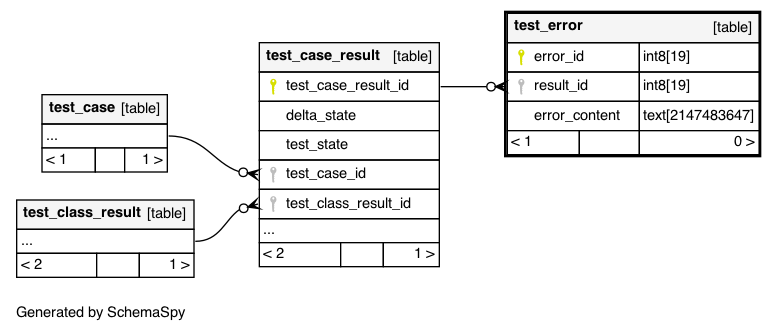 test_error [table]
error_id int8[19]
result_id int8[19]
error_content text[2147483647]
< 1 0 >
test_case_result [table]
test_case_result_id
delta_state
test_state
test_case_id
test_class_result_id
...
< 2 1 >
test_case [table]
...
< 1 1 >
test_class_result [table]
...
< 2 1 >
Generated by SchemaSpy